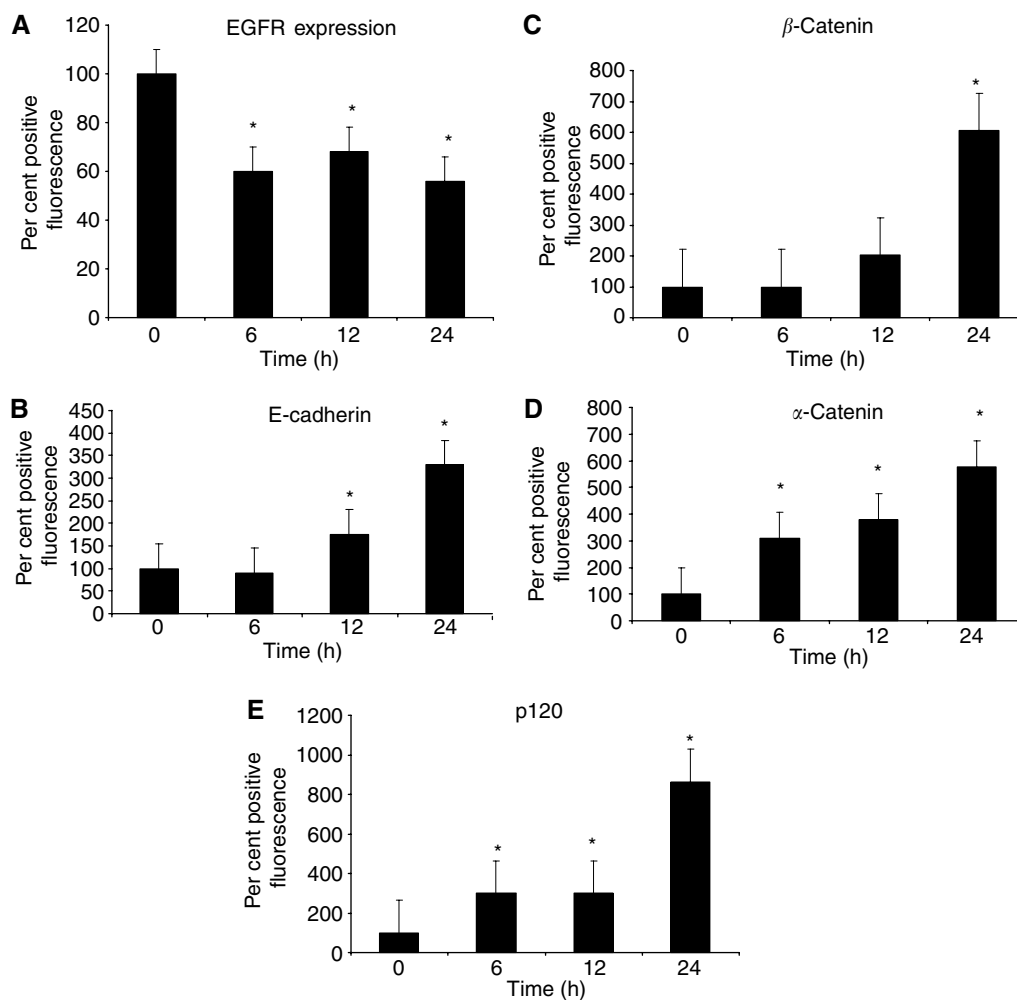 A
EGFR expression
Per cent positive
fluorescence
120
100
80
60
40
20
0
*
*
*
0 6 12 24
Time (h)
B
E-cadherin
Per cent positive
fluorescence
450
400
350
300
250
200
150
100
50
0
*
*
0 6 12 24
Time (h)
C
β-Catenin
Per cent positive
fluorescence
800
700
600
500
400
300
200
100
0
*
0 6 12 24
Time (h)
D
α-Catenin
Per cent positive
fluorescence
800
700
600
500
400
300
200
100
0
*
*
*
0 6 12 24
Time (h)
E
p120
Per cent positive
fluorescence
1200
1000
800
600
400
200
0
*
*
*
0 6 12 24
Time (h)